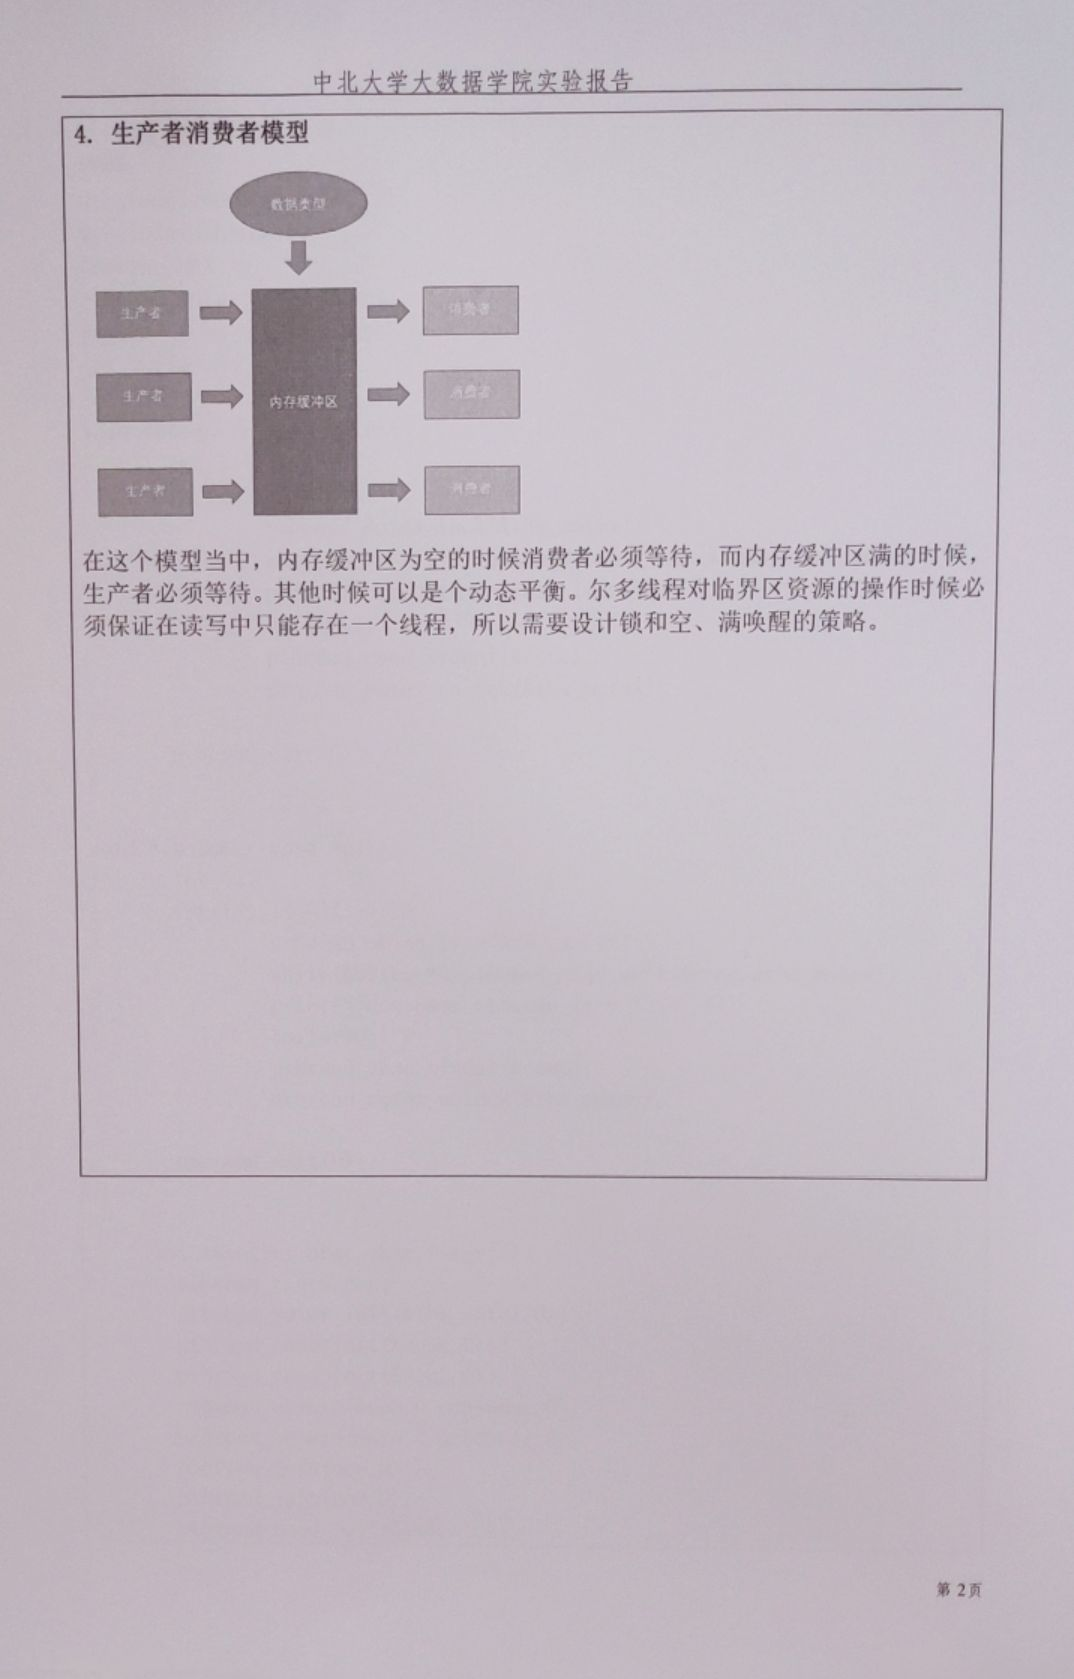 中北大学大数据学院实验报告
4. 生产者消费者模型
数据类型
生产者
消费者
生产者
内存缓冲区
消费者
生产者
消费者
在这个模型当中，内存缓冲区为空的时候消费者必须等待，而内存缓冲区满的时候，
生产者必须等待。其他时候可以是个动态平衡。尔多线程对临界区资源的操作时候必
须保证在读写中只能存在一个线程，所以需要设计锁和空、满唤醒的策略。
第 2页